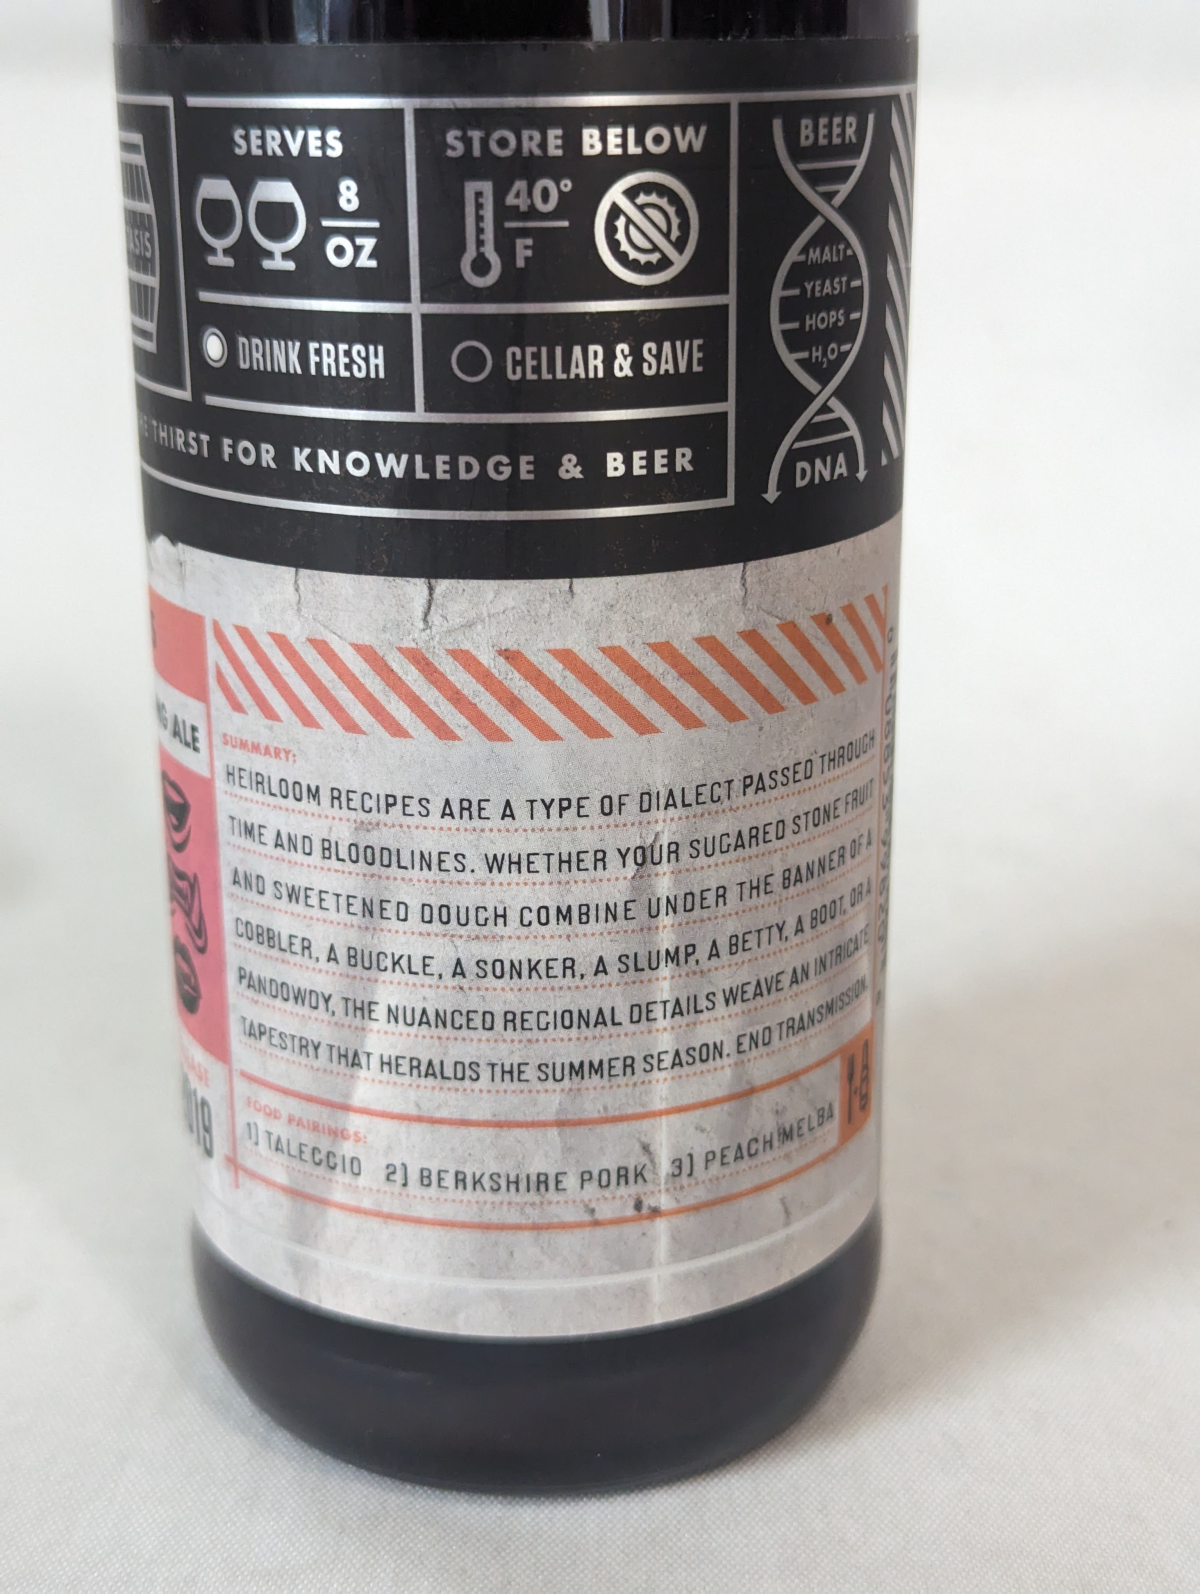 SERVES
8
OZ
STORE BELOW
40°
F
DRINK FRESH
CELLAR & SAVE
THIRST FOR KNOWLEDGE & BEER
BEER
MALT
YEAST
HOPS
H₂O
DNA
ALE
2019
SUMMARY:
HEIRLOOM RECIPES ARE A TYPE OF DIALECT PASSED THROUGH
TIME AND BLOODLINES. WHETHER YOUR SUGARED STONE FRUIT
AND SWEETENED DOUGH COMBINE UNDER THE BANNER OF A
COBBLER, A BUCKLE, A SONKER, A SLUMP, A BETTY, A BOOT, OR A
PANDOWDY, THE NUANCED REGIONAL DETAILS WEAVE AN INTRICATE
TAPESTRY THAT HERALDS THE SUMMER SEASON. END TRANSMISSION.
FOOD PAIRINGS:
1) TALEGGIO 2) BERKSHIRE PORK 3) PEACH MELBA